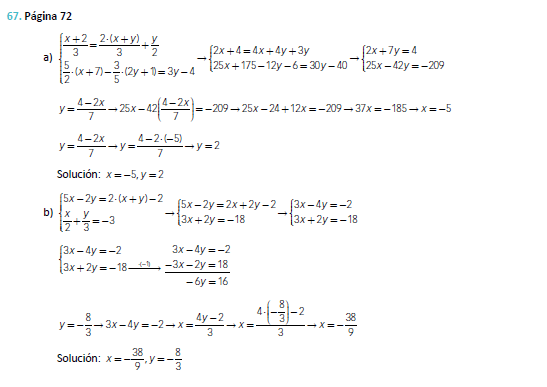 67. Página 72
a) {(x+2)/3 = 2·(x+y)/3 + y/2 → {2x+4=4x+4y+3y → {2x+7y=4
{5/2·(x+7) – 3/5·(2y+1) = 3y–4 → {25x+175–12y–6=30y–40 → {25x–42y=–209
y = (4–2x)/7 → 25x–42((4–2x)/7) = –209 → 25x–24+12x=–209 → 37x=–185 → x=–5
y = (4–2x)/7 → y = (4–2·(–5))/7 → y=2
Solución: x=–5, y=2
b) {5x–2y=2·(x+y)–2 → {5x–2y=2x+2y–2 → {3x–4y=–2
{x/2 + y/3 = –3 → {3x+2y=–18 → {3x+2y=–18
{3x–4y=–2 3x–4y=–2
{3x+2y=–18 ·(–1)→ –3x–2y=18
–6y=16
y = –8/3 → 3x–4y=–2 → x = (4y–2)/3 → x = (4·(–8/3)–2)/3 → x = –38/9
Solución: x = –38/9, y = –8/3